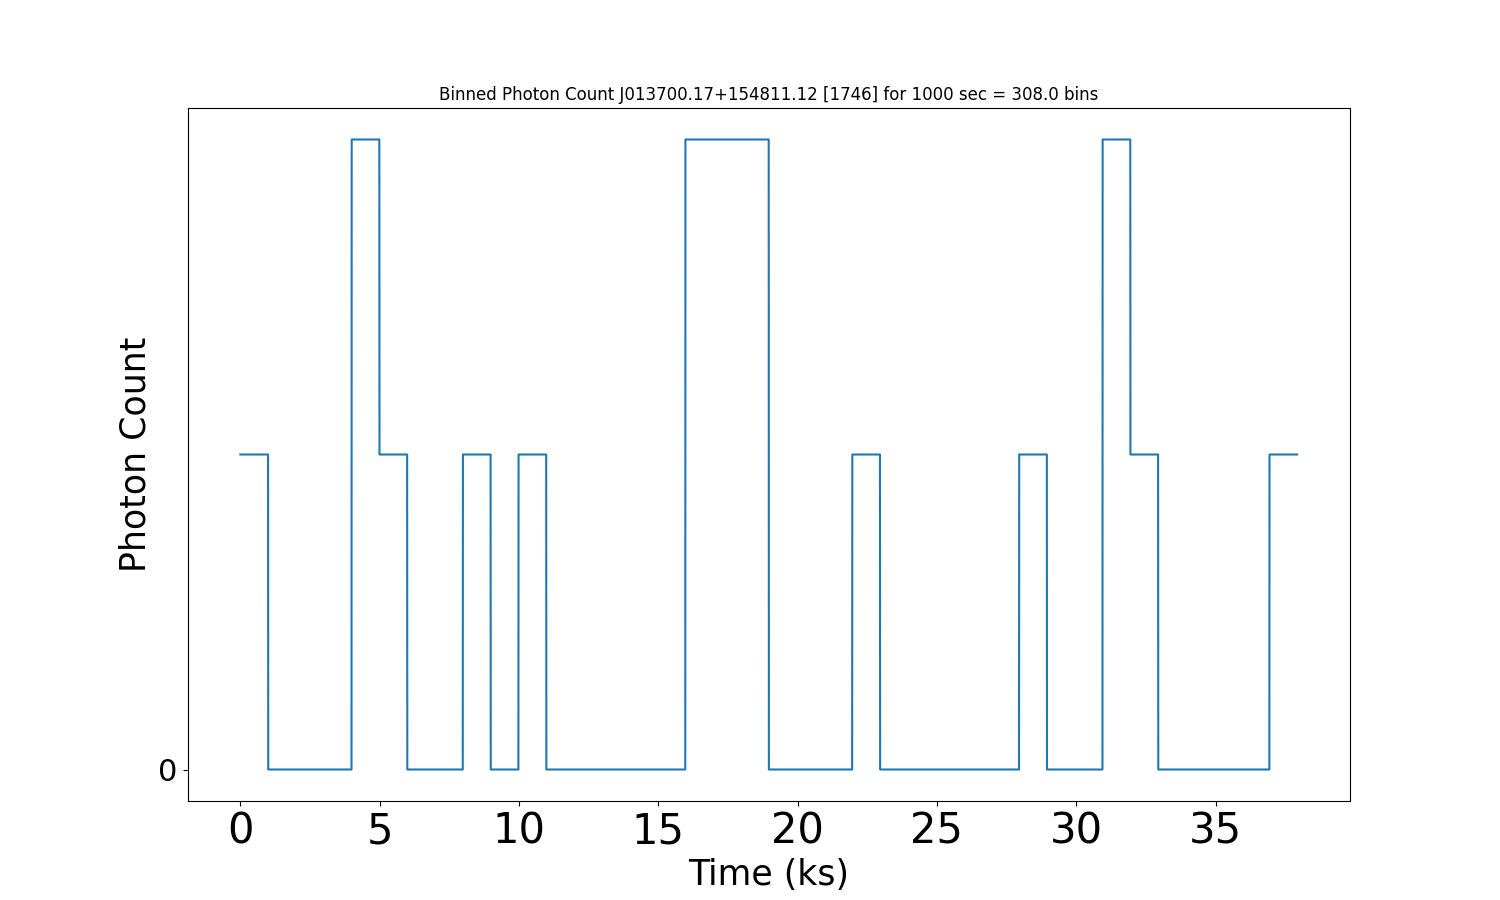 Binned Photon Count J013700.17+154811.12 [1746] for 1000 sec = 308.0 bins
Photon Count
0
0 5 10 15 20 25 30 35
Time (ks)